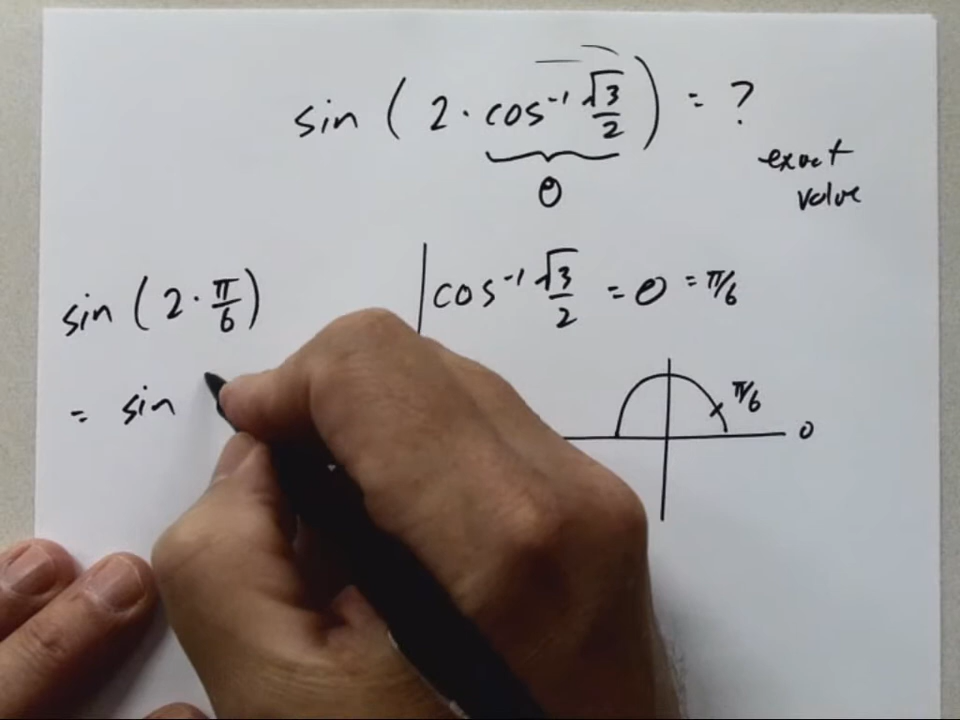 sin ( 2 · cos⁻¹ √3/2 ) = ?
exact
value
θ
sin ( 2 · π/6 )
cos⁻¹ √3/2 = θ = π/6
= sin
π/6
0